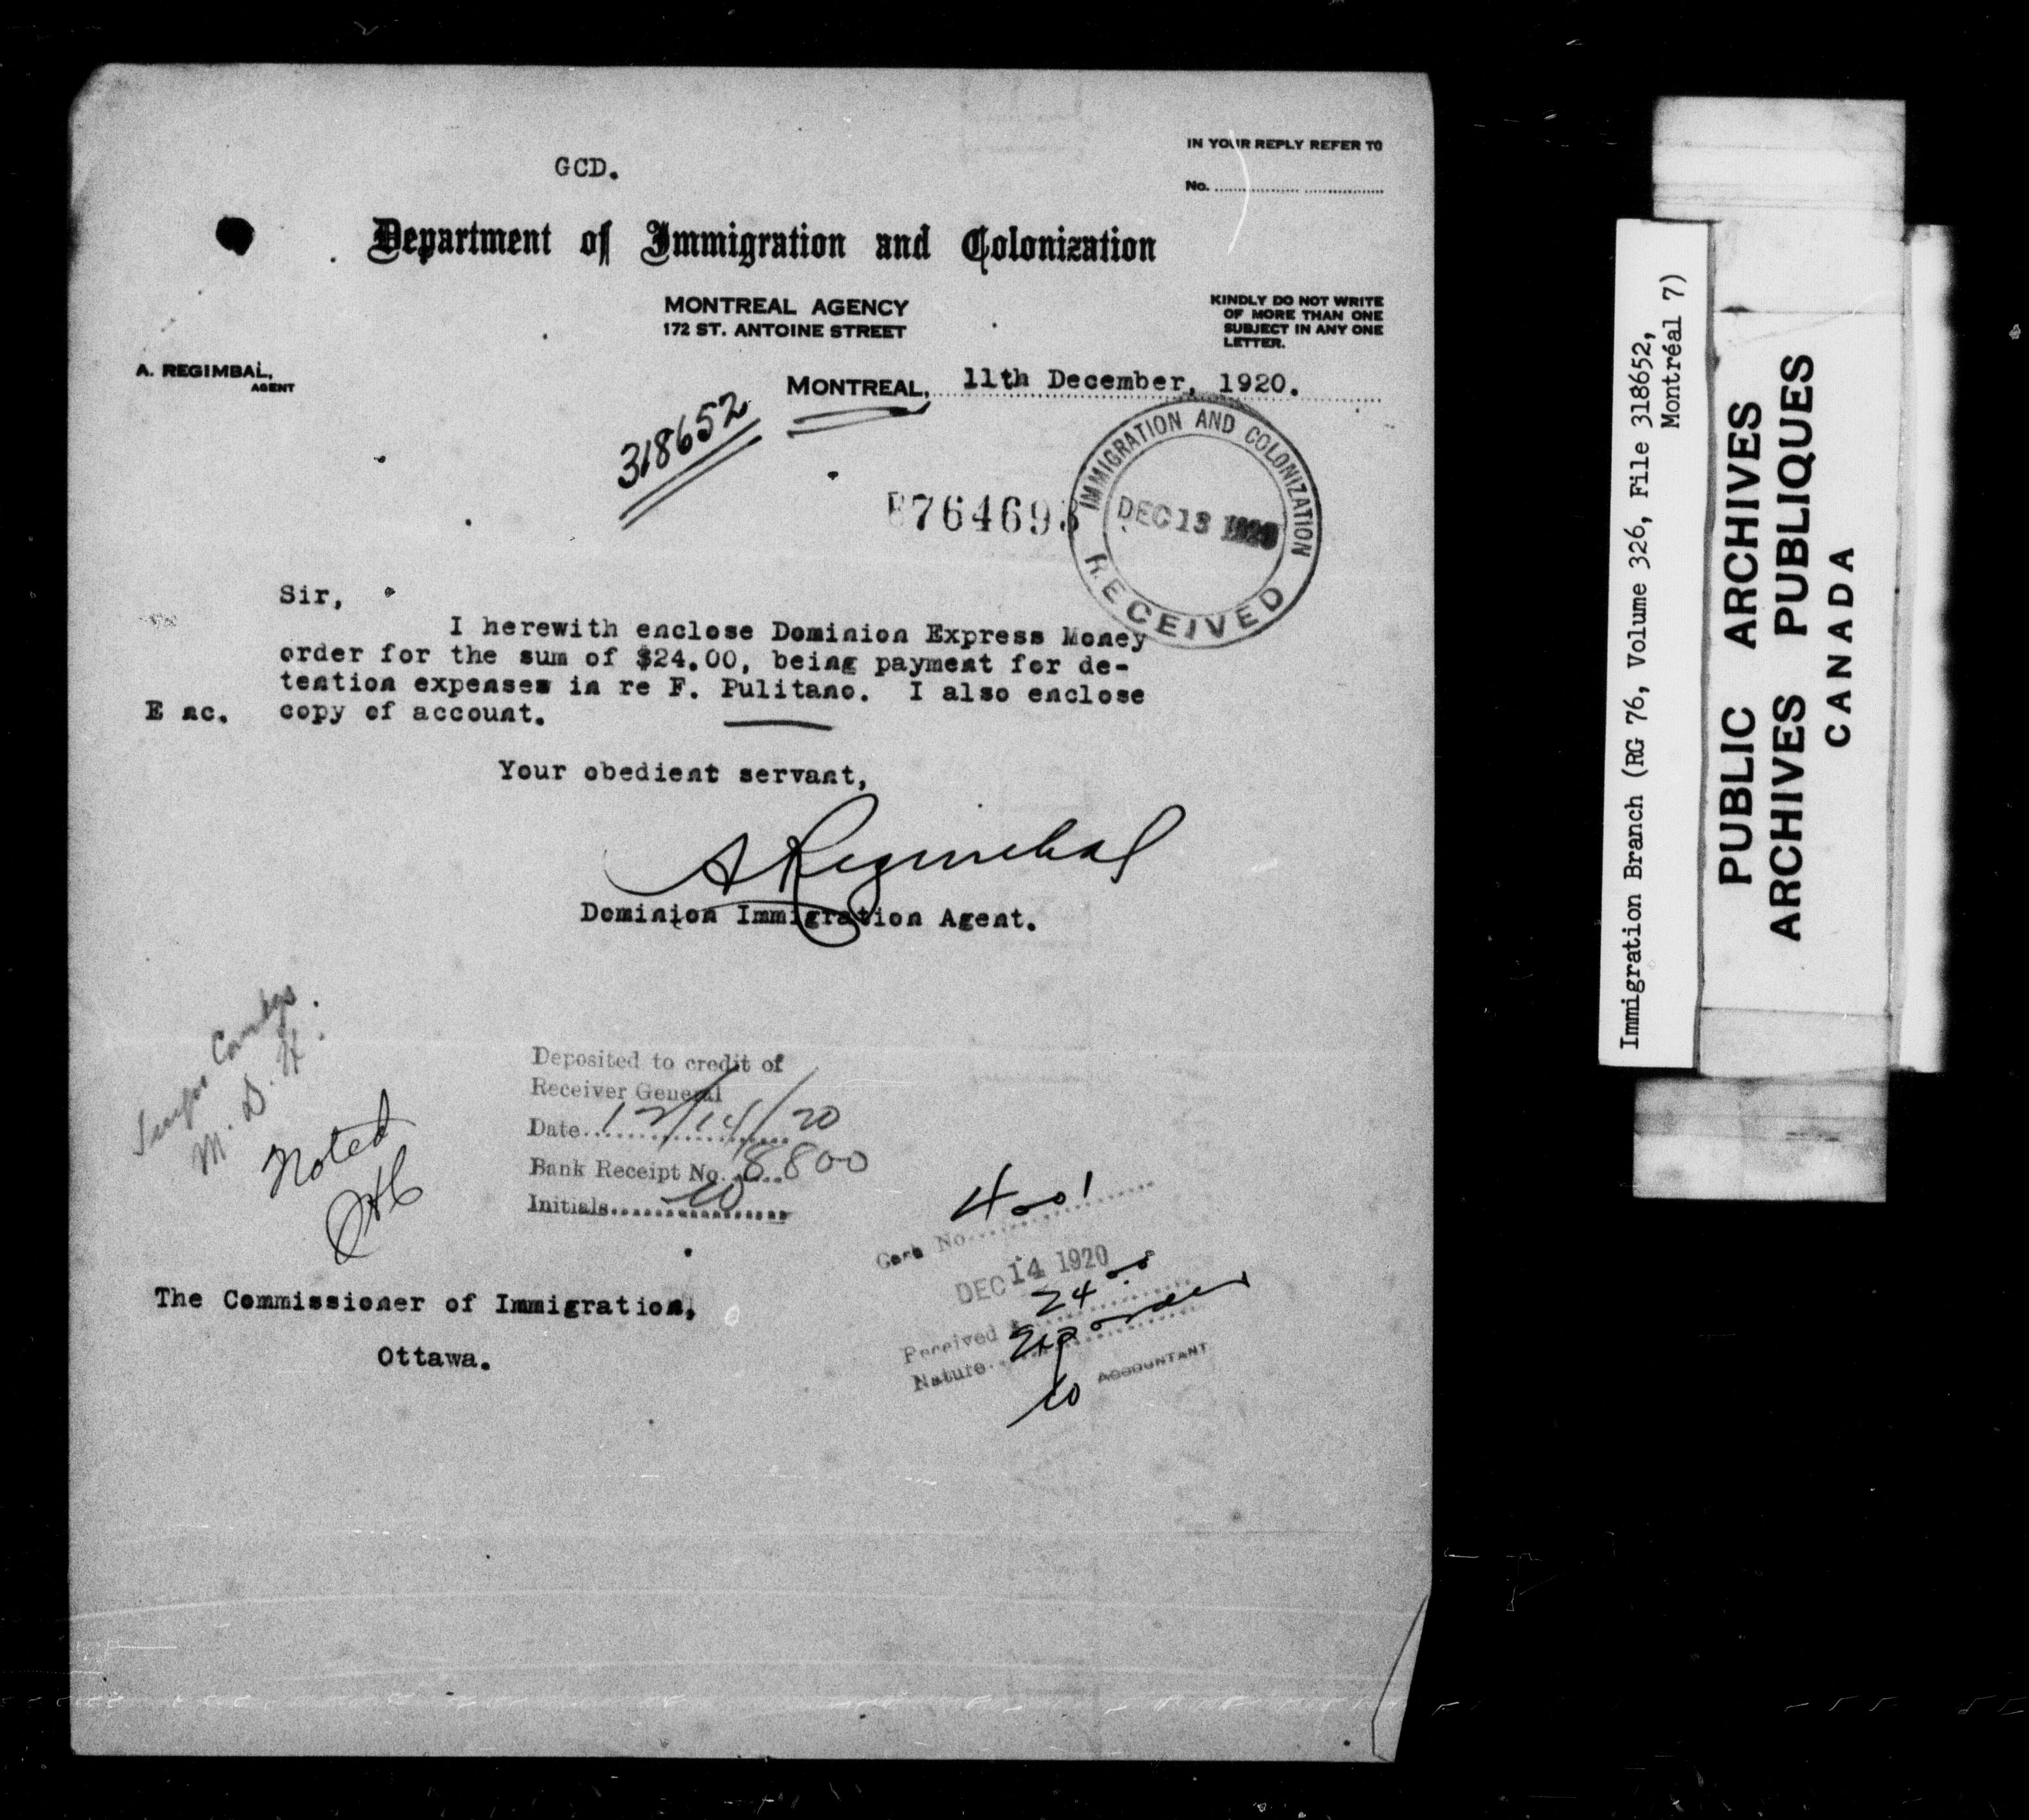 GCD.
IN YOUR REPLY REFER TO
No.
Department of Immigration and Colonization
MONTREAL AGENCY
172 ST. ANTOINE STREET
KINDLY DO NOT WRITE
OF MORE THAN ONE
SUBJECT IN ANY ONE
LETTER.
A. REGIMBAL,
AGENT
MONTREAL, 11th December, 1920.
318652
764693
IMMIGRATION AND COLONIZATION
DEC 13 1920
RECEIVED
Sir,
I herewith enclose Dominion Express Money
order for the sum of $24.00, being payment for de-
tention expenses in re F. Pulitano. I also enclose
E nc. copy of account.
Your obedient servant,
A Regimbal
Dominion Immigration Agent.
M. D. H.
Noted
Deposited to credit of
Receiver General
Date 12/14/20
Bank Receipt No. 8800
Initials
4001
Cash No.
DEC 14 1920
Received $ 24.00
Nature Exp order
ACCOUNTANT
The Commissioner of Immigration,
Ottawa.
Immigration Branch (RG 76, Volume 326, File 318652,
Montréal 7)
PUBLIC ARCHIVES
ARCHIVES PUBLIQUES
CANADA